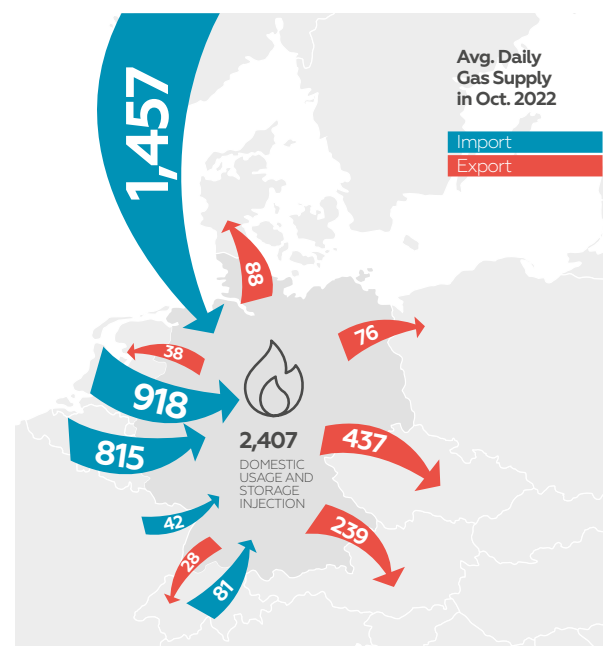 Avg. Daily
Gas Supply
in Oct. 2022
Import
Export
1,457
88
76
38
918
815
2,407
DOMESTIC
USAGE AND
STORAGE
INJECTION
437
239
42
28
81